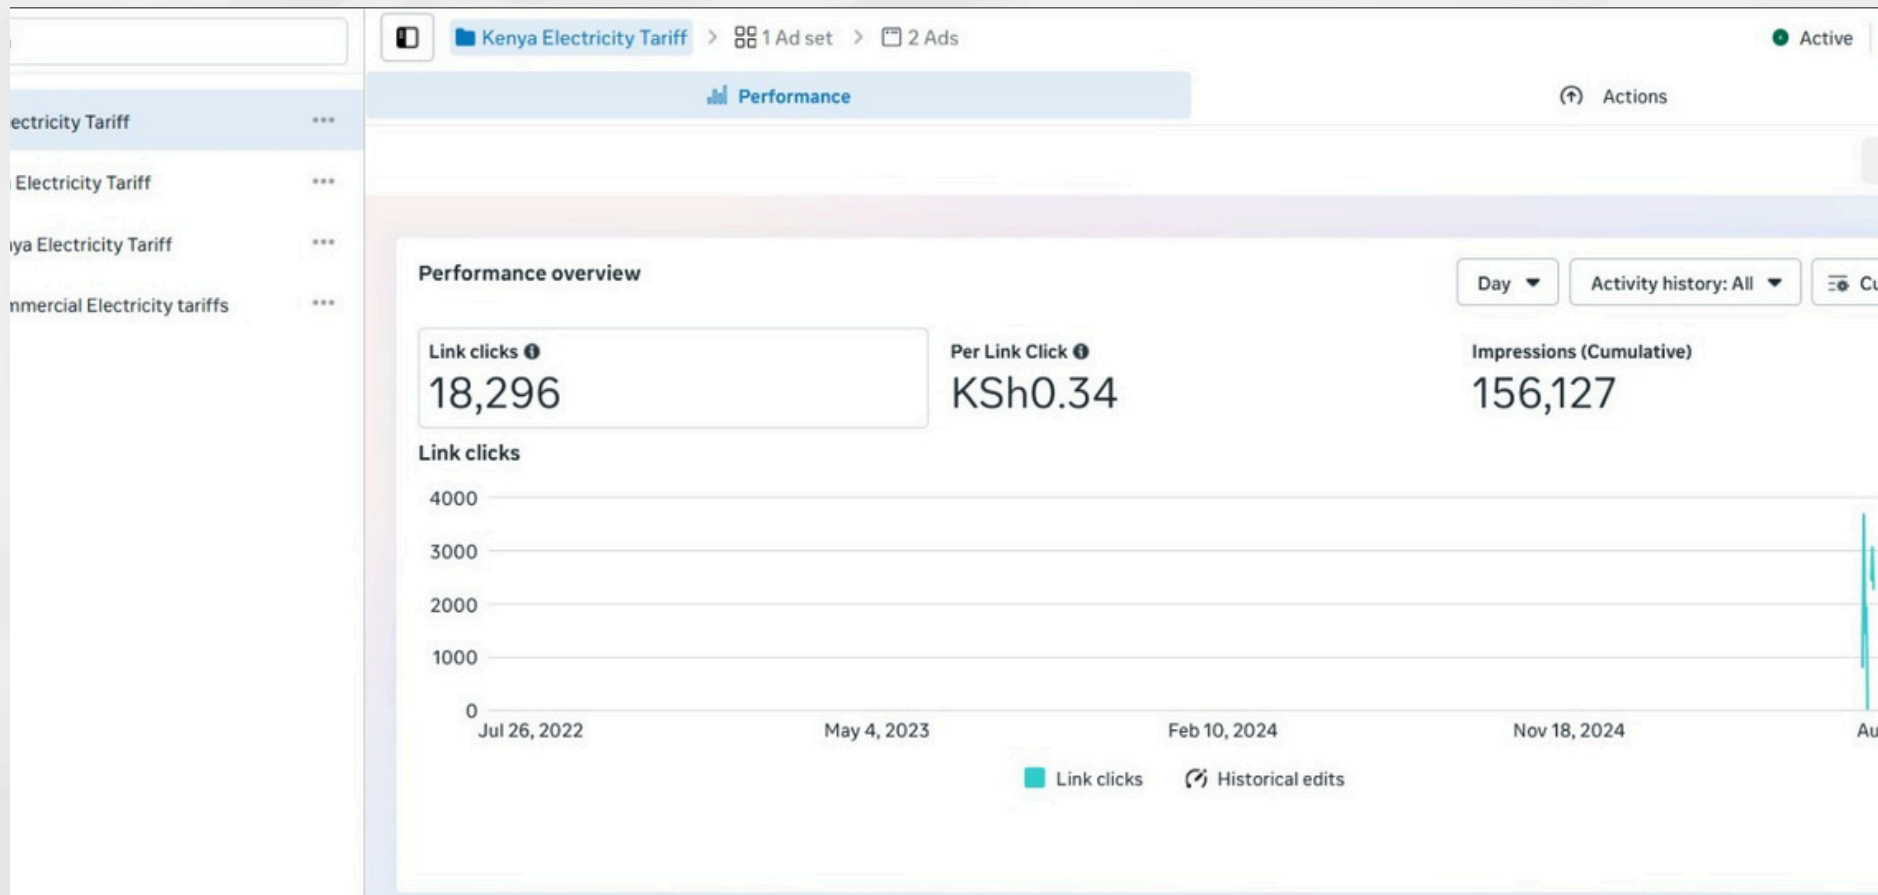 Kenya Electricity Tariff > 1 Ad set > 2 Ads
Active
Performance
Actions
ectricity Tariff
Electricity Tariff
ya Electricity Tariff
mmercial Electricity tariffs
Performance overview
Day
Activity history: All
Cu
Link clicks
18,296
Per Link Click
KSh0.34
Impressions (Cumulative)
156,127
Link clicks
4000
3000
2000
1000
0
Jul 26, 2022
May 4, 2023
Feb 10, 2024
Nov 18, 2024
Au
Link clicks
Historical edits